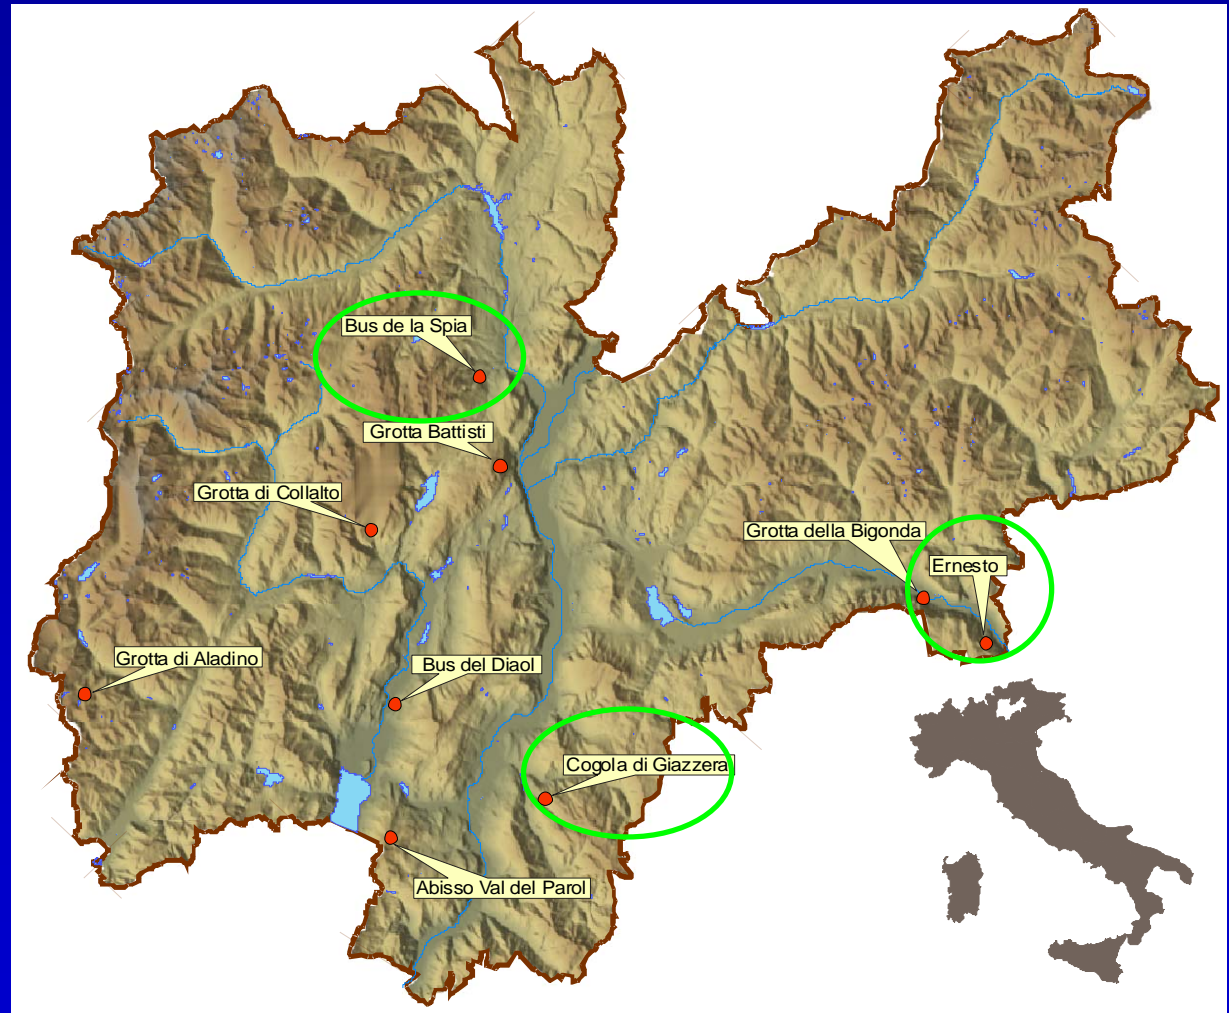 Bus de la Spia
Grotta Battisti
Grotta di Collalto
Grotta della Bigonda
Ernesto
Grotta di Aladino
Bus del Diaol
Cogola di Giazzera
Abisso Val del Parol